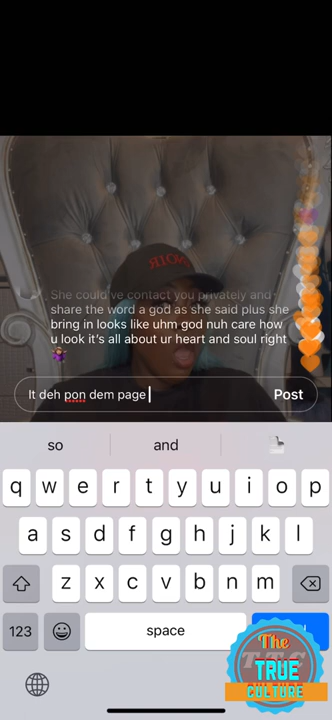 She could've contact you privately and
share the word a god as she said plus she
bring in looks like uhm god nuh care how
u look it's all about ur heart and soul right
It deh pon dem page
Post
so and
q w e r t y u i o p
a s d f g h j k l
z x c v b n m
123 space
The
TRUE
CULTURE